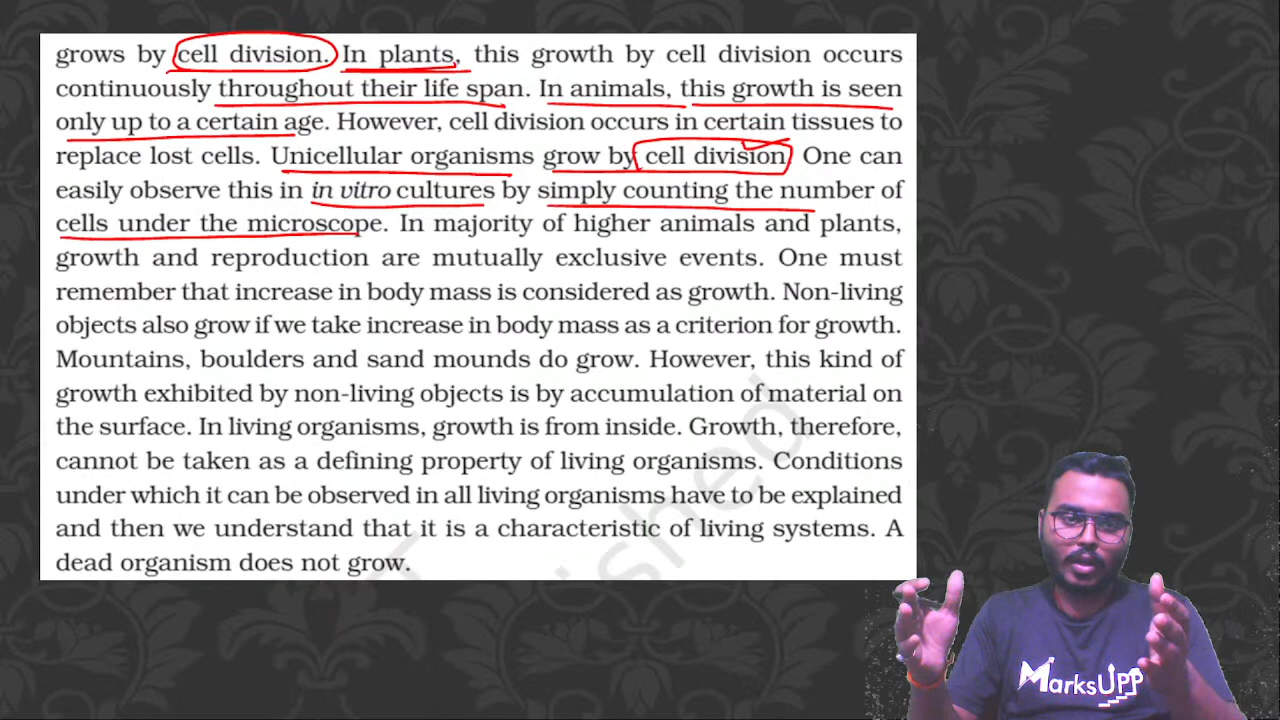 grows by cell division. In plants, this growth by cell division occurs
continuously throughout their life span. In animals, this growth is seen
only up to a certain age. However, cell division occurs in certain tissues to
replace lost cells. Unicellular organisms grow by cell division. One can
easily observe this in in vitro cultures by simply counting the number of
cells under the microscope. In majority of higher animals and plants,
growth and reproduction are mutually exclusive events. One must
remember that increase in body mass is considered as growth. Non-living
objects also grow if we take increase in body mass as a criterion for growth.
Mountains, boulders and sand mounds do grow. However, this kind of
growth exhibited by non-living objects is by accumulation of material on
the surface. In living organisms, growth is from inside. Growth, therefore,
cannot be taken as a defining property of living organisms. Conditions
under which it can be observed in all living organisms have to be explained
and then we understand that it is a characteristic of living systems. A
dead organism does not grow.
MarksUPP